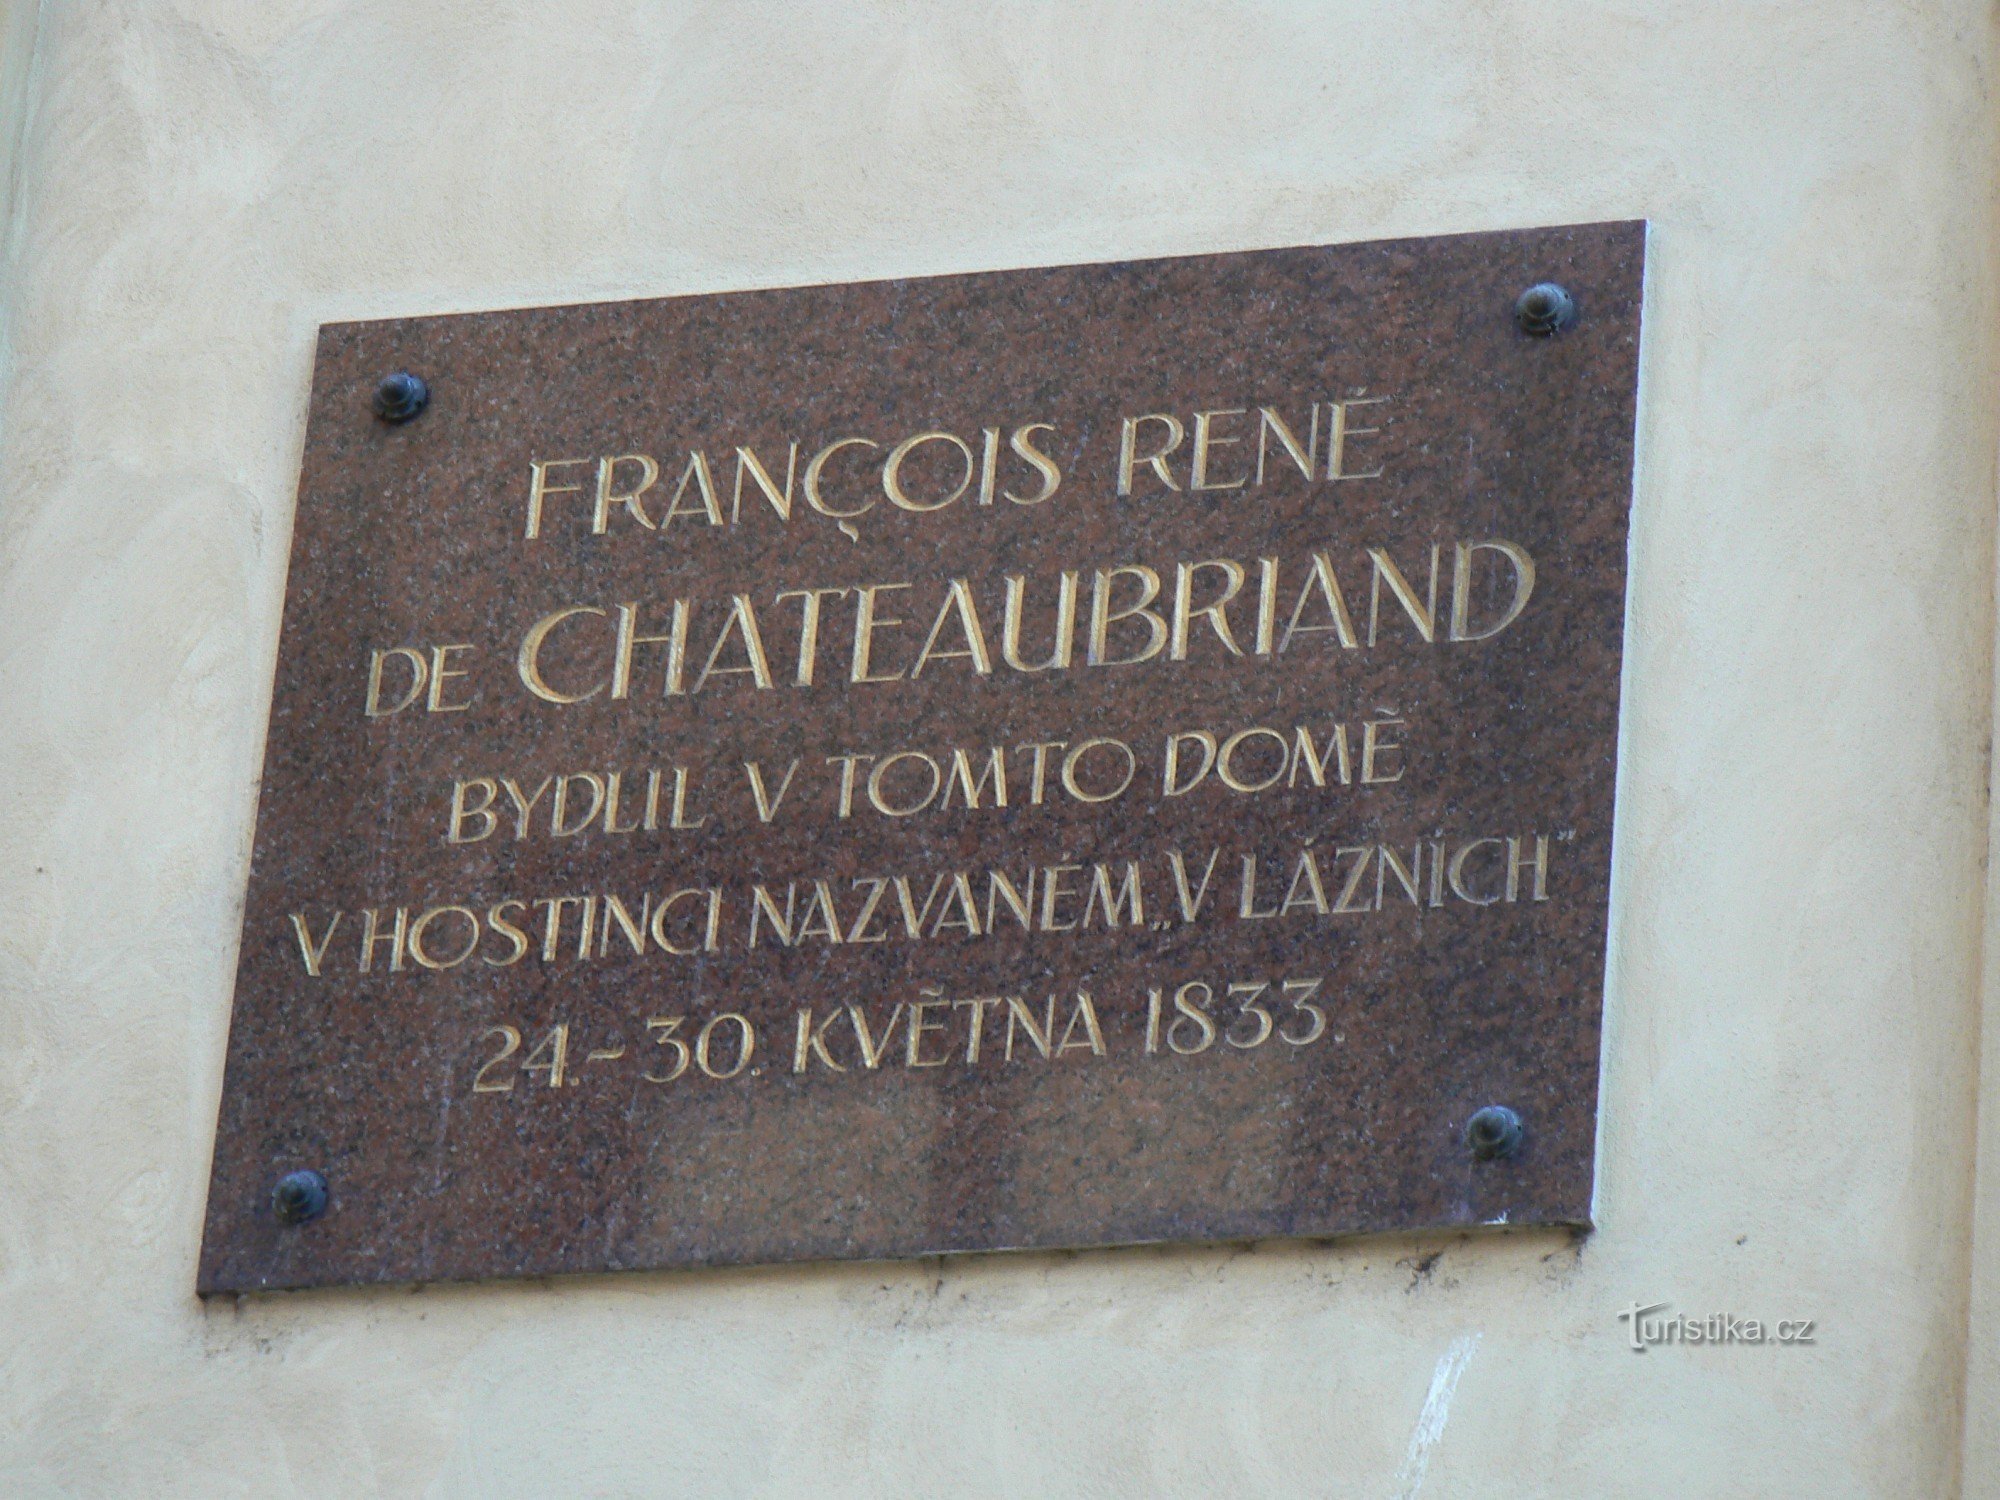 FRANÇOIS RENÉ
DE CHATEAUBRIAND
BYDLIL V TOMTO DOMĚ
V HOSTINCI NAZVANÉM „V LÁZNÍCH"
24.-30. KVĚTNA 1833
Turistika.cz